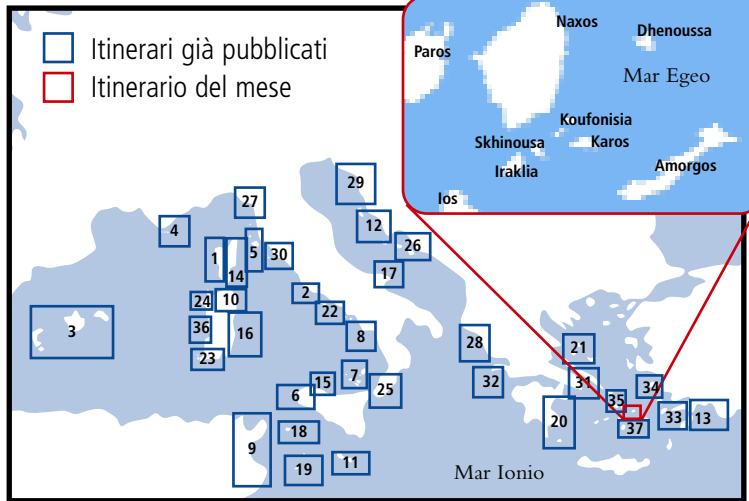 Itinerari già pubblicati
Itinerario del mese
Naxos
Paros
Dhenoussa
Mar Egeo
Koufonisia
Skhinousa
Karos
Iraklia
Amorgos
Ios
29
27
12
4
26
5
30
1
17
14
2
24
10
22
3
36
16
8
28
21
23
7
32
31
34
15
25
6
35
20
33
13
37
18
9
11
19
Mar Ionio